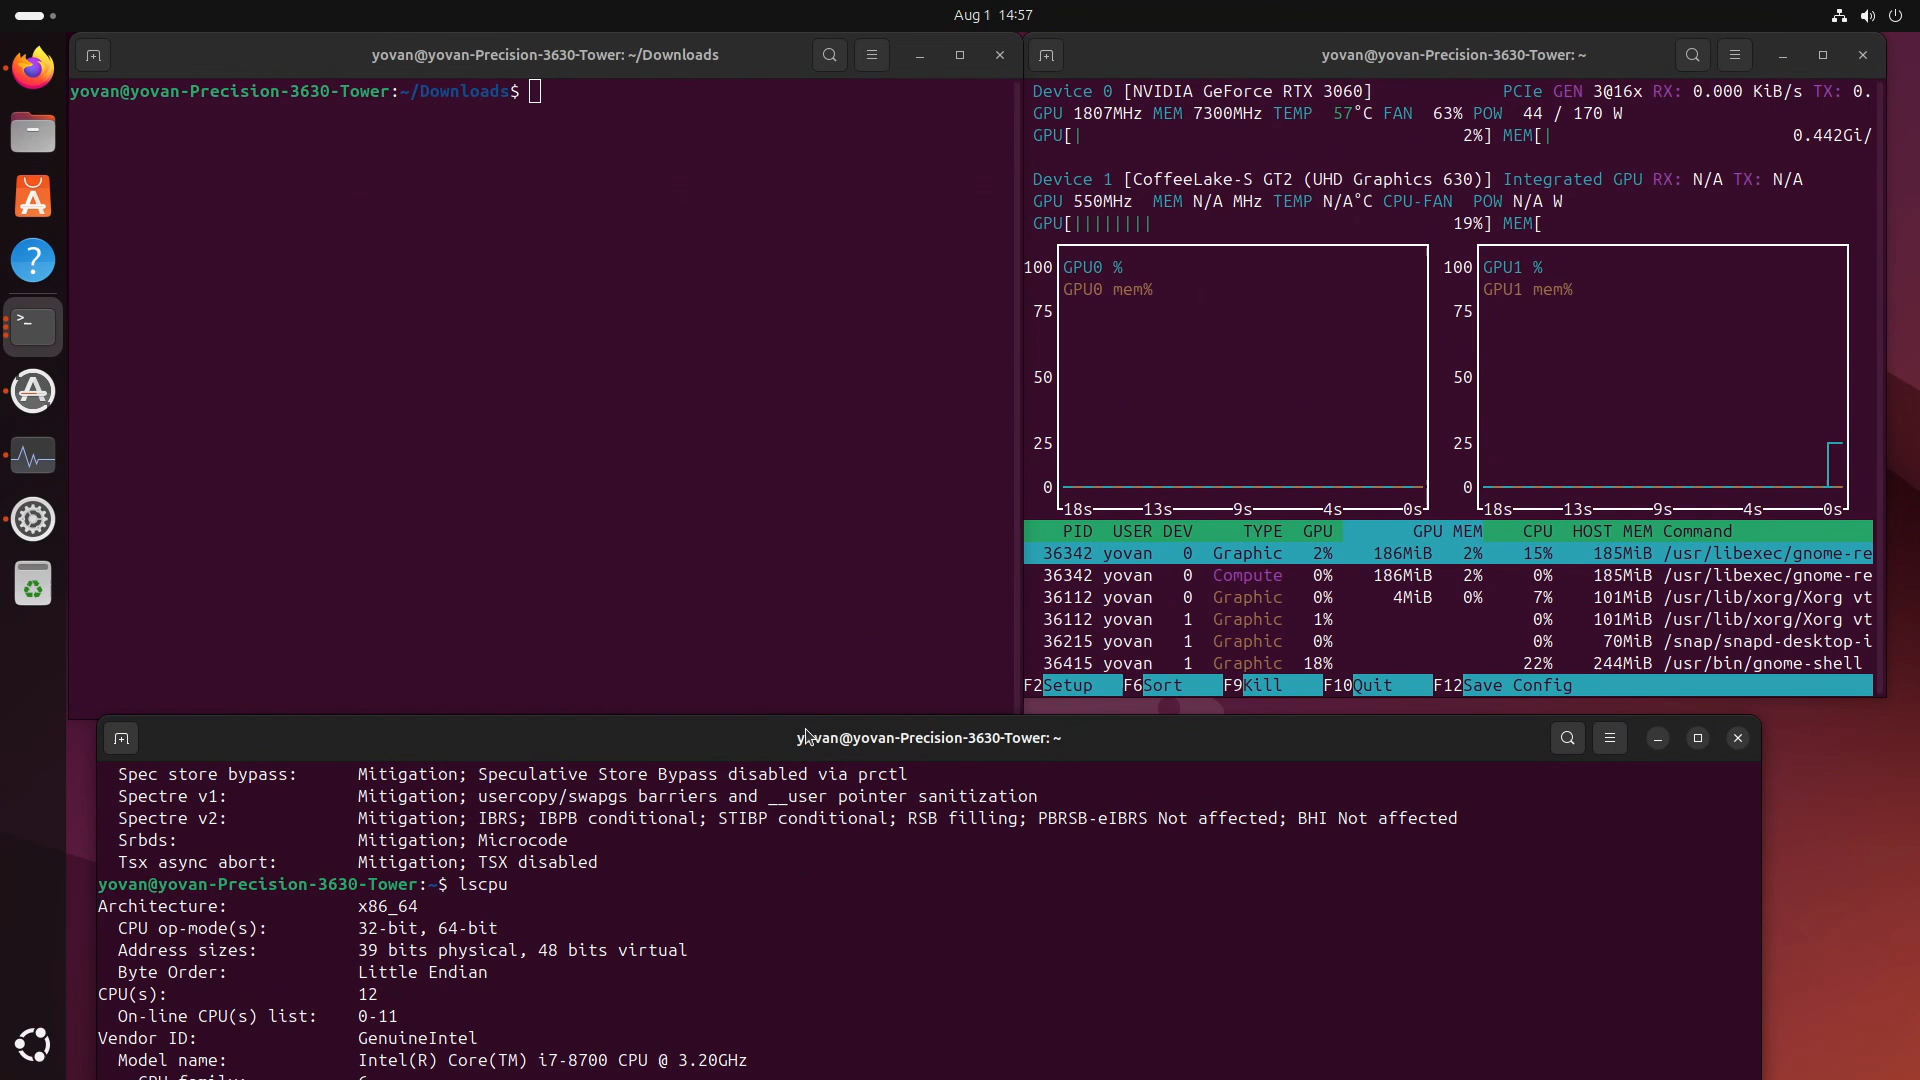 Aug 1 14:57
yovan@yovan-Precision-3630-Tower: ~/Downloads
yovan@yovan-Precision-3630-Tower:~/Downloads$
yovan@yovan-Precision-3630-Tower: ~
Device 0 [NVIDIA GeForce RTX 3060] PCIe GEN 3@16x RX: 0.000 KiB/s TX: 0.
GPU 1807MHz MEM 7300MHz TEMP 57°C FAN 63% POW 44 / 170 W
GPU[| 2%] MEM[| 0.442Gi/
Device 1 [CoffeeLake-S GT2 (UHD Graphics 630)] Integrated GPU RX: N/A TX: N/A
GPU 550MHz MEM N/A MHz TEMP N/A°C CPU-FAN POW N/A W
GPU[|||||||| 19%] MEM[
100 GPU0 %
GPU0 mem%
75
50
25
0
18s 13s 9s 4s 0s
100 GPU1 %
GPU1 mem%
75
50
25
0
18s 13s 9s 4s 0s
PID USER DEV TYPE GPU GPU MEM CPU HOST MEM Command
36342 yovan 0 Graphic 2% 186MiB 2% 15% 185MiB /usr/libexec/gnome-re
36342 yovan 0 Compute 0% 186MiB 2% 0% 185MiB /usr/libexec/gnome-re
36112 yovan 0 Graphic 0% 4MiB 0% 7% 101MiB /usr/lib/xorg/Xorg vt
36112 yovan 1 Graphic 1% 0% 101MiB /usr/lib/xorg/Xorg vt
36215 yovan 1 Graphic 0% 0% 70MiB /snap/snapd-desktop-i
36415 yovan 1 Graphic 18% 22% 244MiB /usr/bin/gnome-shell
F2Setup F6Sort F9Kill F10Quit F12Save Config
yovan@yovan-Precision-3630-Tower: ~
Spec store bypass: Mitigation; Speculative Store Bypass disabled via prctl
Spectre v1: Mitigation; usercopy/swapgs barriers and __user pointer sanitization
Spectre v2: Mitigation; IBRS; IBPB conditional; STIBP conditional; RSB filling; PBRSB-eIBRS Not affected; BHI Not affected
Srbds: Mitigation; Microcode
Tsx async abort: Mitigation; TSX disabled
yovan@yovan-Precision-3630-Tower:~$ lscpu
Architecture: x86_64
CPU op-mode(s): 32-bit, 64-bit
Address sizes: 39 bits physical, 48 bits virtual
Byte Order: Little Endian
CPU(s): 12
On-line CPU(s) list: 0-11
Vendor ID: GenuineIntel
Model name: Intel(R) Core(TM) i7-8700 CPU @ 3.20GHz